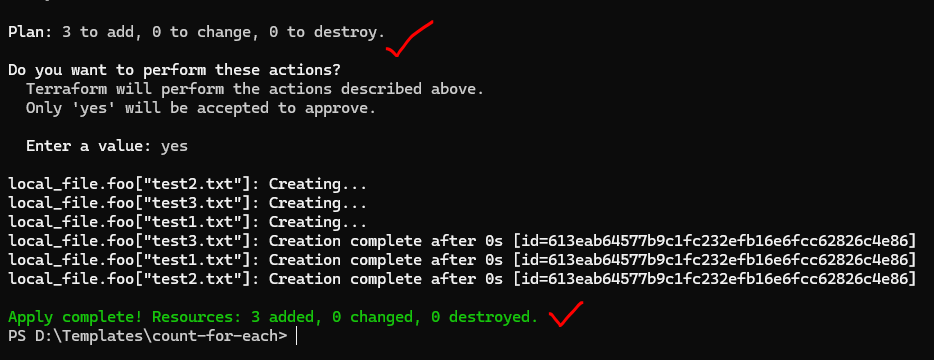 Plan: 3 to add, 0 to change, 0 to destroy.
Do you want to perform these actions?
Terraform will perform the actions described above.
Only 'yes' will be accepted to approve.
Enter a value: yes
local_file.foo["test2.txt"]: Creating...
local_file.foo["test3.txt"]: Creating...
local_file.foo["test1.txt"]: Creating...
local_file.foo["test3.txt"]: Creation complete after 0s [id=613eab64577b9c1fc232efb16e6fcc62826c4e86]
local_file.foo["test1.txt"]: Creation complete after 0s [id=613eab64577b9c1fc232efb16e6fcc62826c4e86]
local_file.foo["test2.txt"]: Creation complete after 0s [id=613eab64577b9c1fc232efb16e6fcc62826c4e86]
Apply complete! Resources: 3 added, 0 changed, 0 destroyed.
PS D:\Templates\count-for-each>